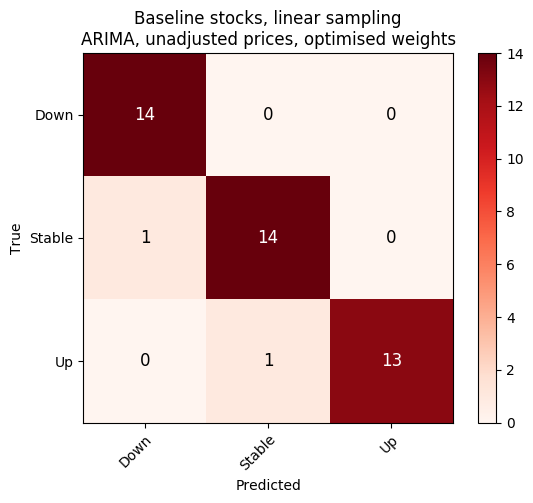 Baseline stocks, linear sampling
ARIMA, unadjusted prices, optimised weights
True
Down
14 0 0
Stable
1 14 0
Up
0 1 13
Down Stable Up
Predicted
14
12
10
8
6
4
2
0